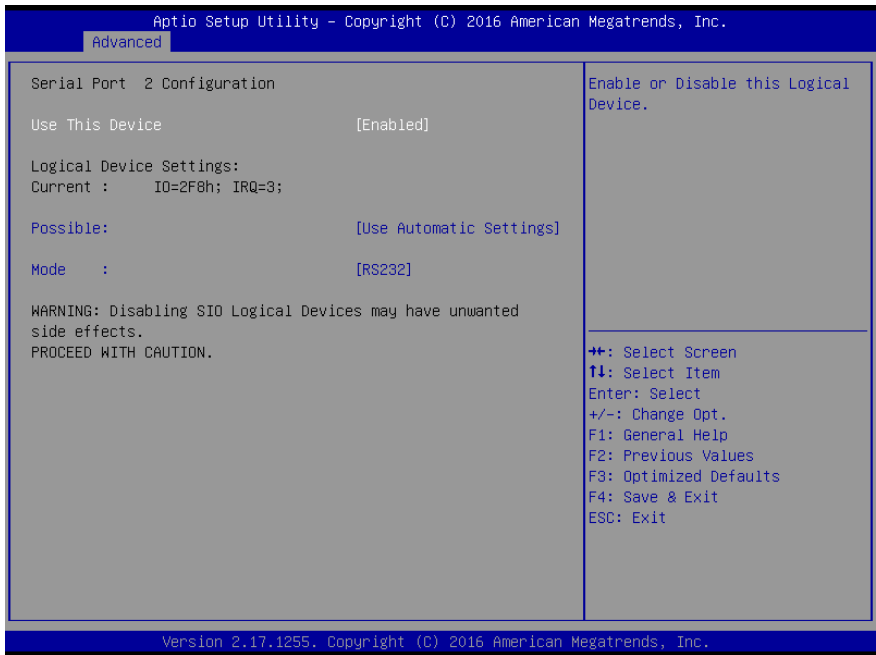 Aptio Setup Utility – Copyright (C) 2016 American Megatrends, Inc.
Advanced
Serial Port  2 Configuration
Use This Device [Enabled]
Logical Device Settings:
Current : IO=2F8h; IRQ=3;
Possible: [Use Automatic Settings]
Mode : [RS232]
WARNING: Disabling SIO Logical Devices may have unwanted
side effects.
PROCEED WITH CAUTION.
Enable or Disable this Logical
Device.
→←: Select Screen
↑↓: Select Item
Enter: Select
+/-: Change Opt.
F1: General Help
F2: Previous Values
F3: Optimized Defaults
F4: Save & Exit
ESC: Exit
Version 2.17.1255. Copyright (C) 2016 American Megatrends, Inc.